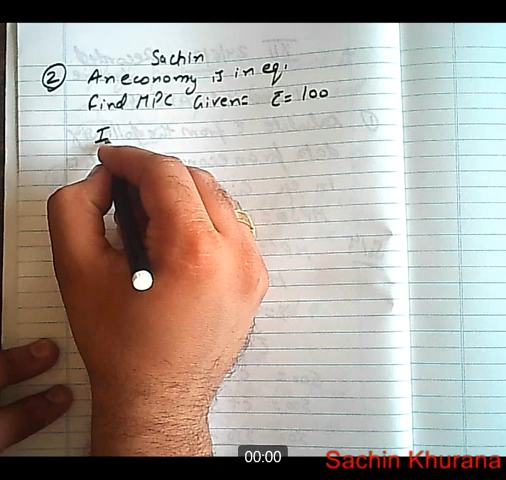 Sachin
② An economy is in eq.
Find MPC Given= C̄= 100
I
00:00
Sachin Khurana